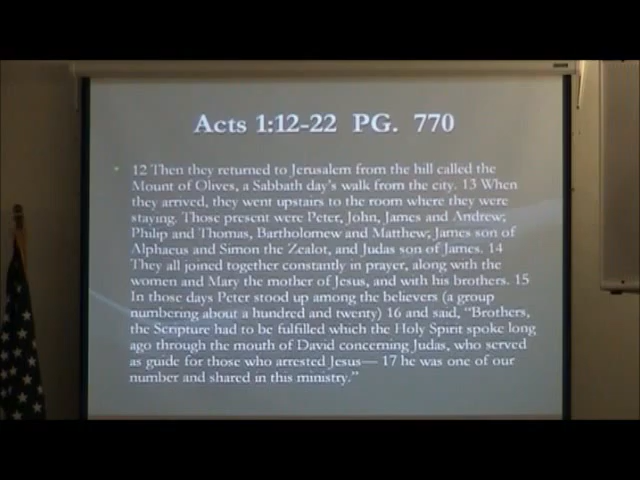 Acts 1:12-22 PG. 770
12 Then they returned to Jerusalem from the hill called the
Mount of Olives, a Sabbath day's walk from the city. 13 When
they arrived, they went upstairs to the room where they were
staying. Those present were Peter, John, James and Andrew;
Philip and Thomas, Bartholomew and Matthew; James son of
Alphaeus and Simon the Zealot, and Judas son of James. 14
They all joined together constantly in prayer, along with the
women and Mary the mother of Jesus, and with his brothers. 15
In those days Peter stood up among the believers (a group
numbering about a hundred and twenty) 16 and said, "Brothers,
the Scripture had to be fulfilled which the Holy Spirit spoke long
ago through the mouth of David concerning Judas, who served
as guide for those who arrested Jesus— 17 he was one of our
number and shared in this ministry."